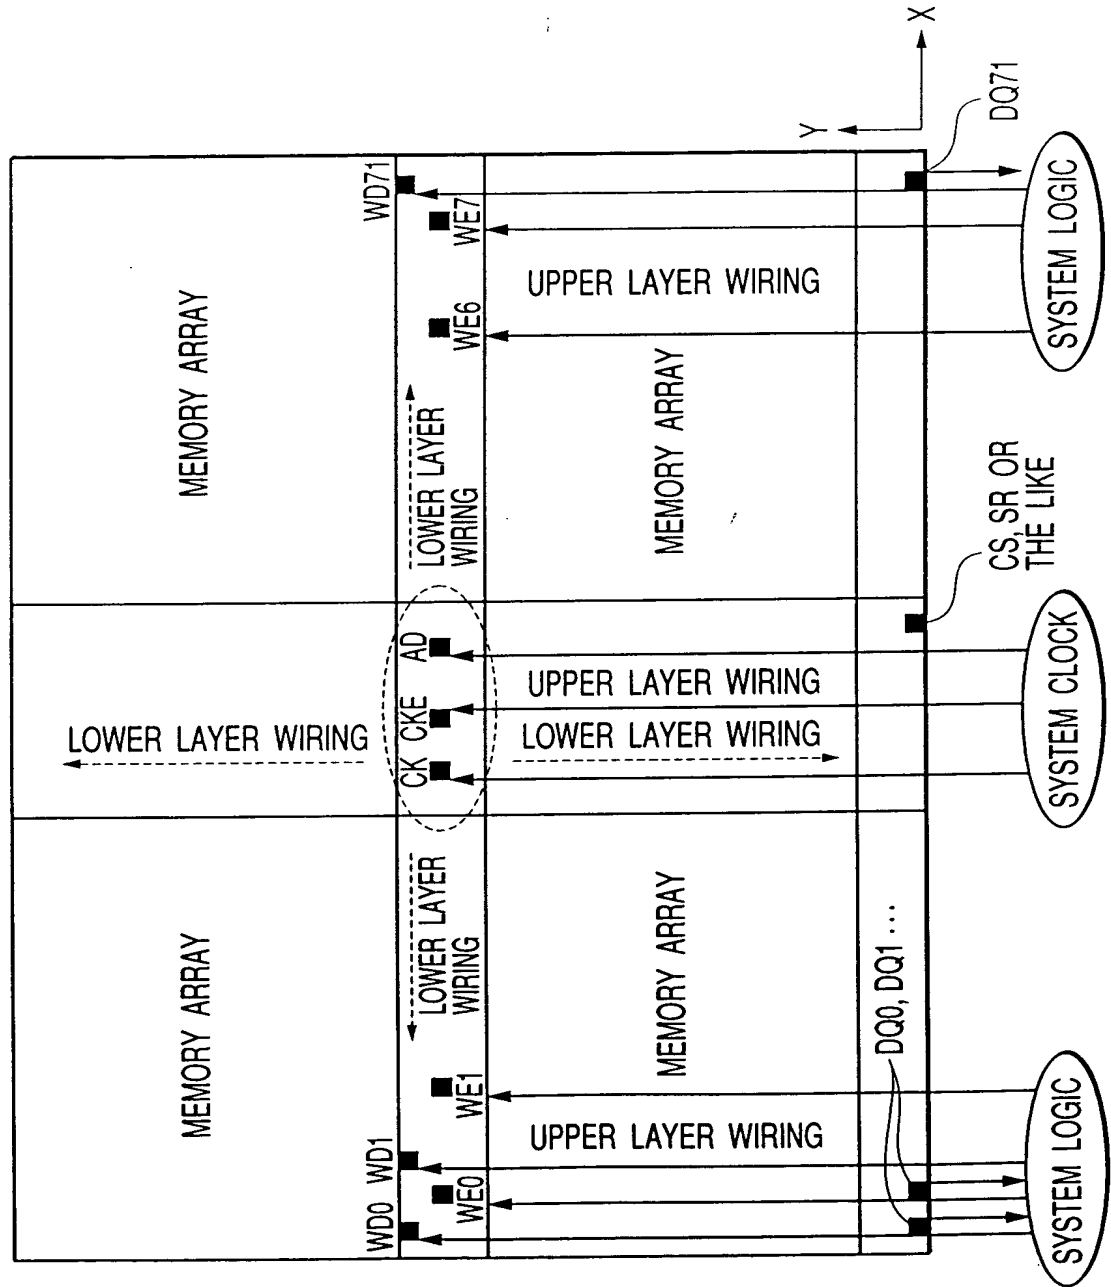 MEMORY ARRAY
LOWER LAYER WIRING
MEMORY ARRAY
WD0
WD1
WD71
CK
CKE
AD
LOWER LAYER
WIRING
LOWER LAYER
WIRING
WE0
WE1
WE6
WE7
UPPER LAYER WIRING
LOWER LAYER WIRING
UPPER LAYER WIRING
UPPER LAYER WIRING
MEMORY ARRAY
MEMORY ARRAY
Y
X
DQ0, DQ1 ...
CS, SR OR
THE LIKE
DQ71
SYSTEM LOGIC
SYSTEM CLOCK
SYSTEM LOGIC